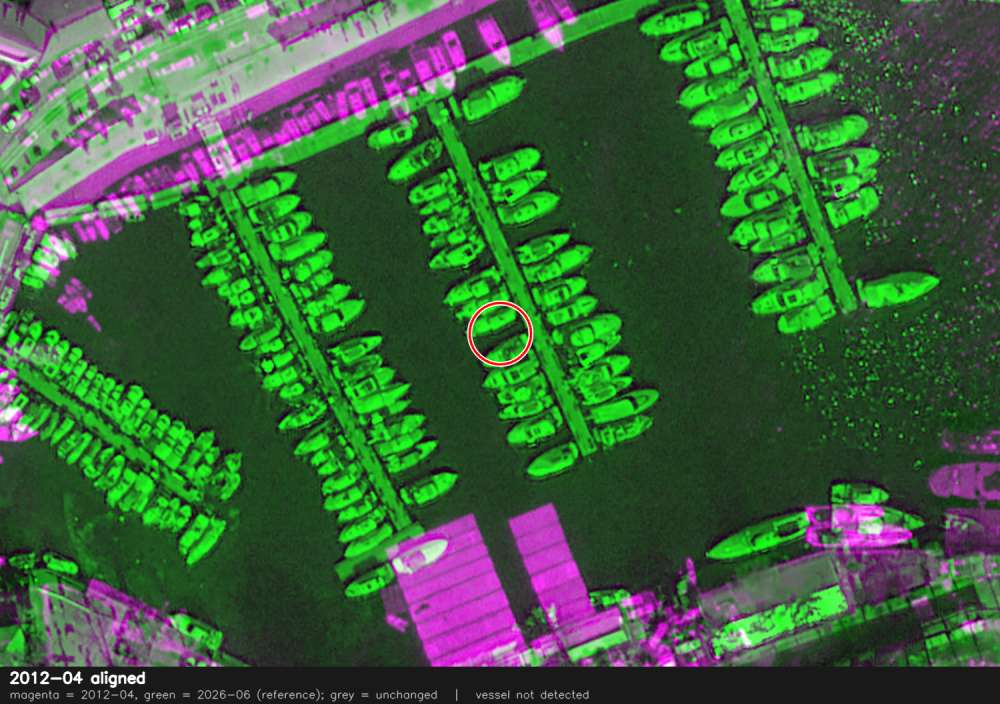 2012-04 aligned
magenta = 2012-04, green = 2026-06 (reference); grey = unchanged | vessel not detected